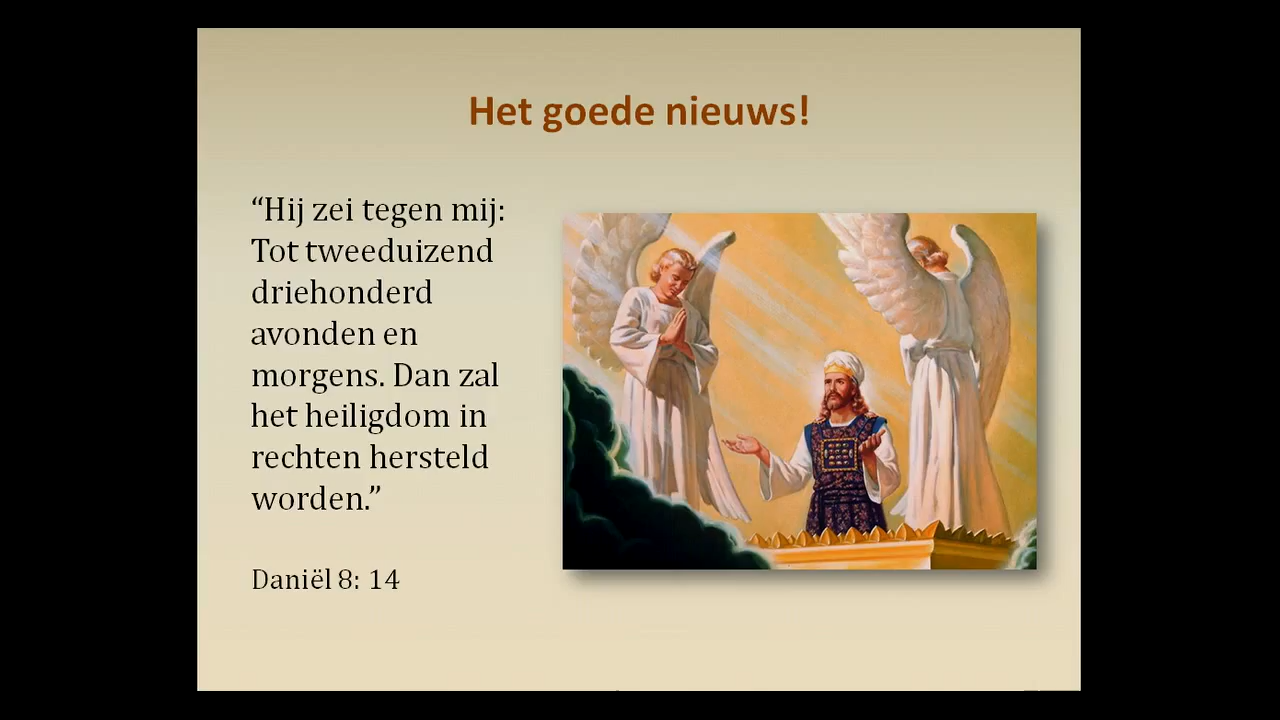 Het goede nieuws!
“Hij zei tegen mij:
Tot tweeduizend
driehonderd
avonden en
morgens. Dan zal
het heiligdom in
rechten hersteld
worden.”
Daniël 8: 14